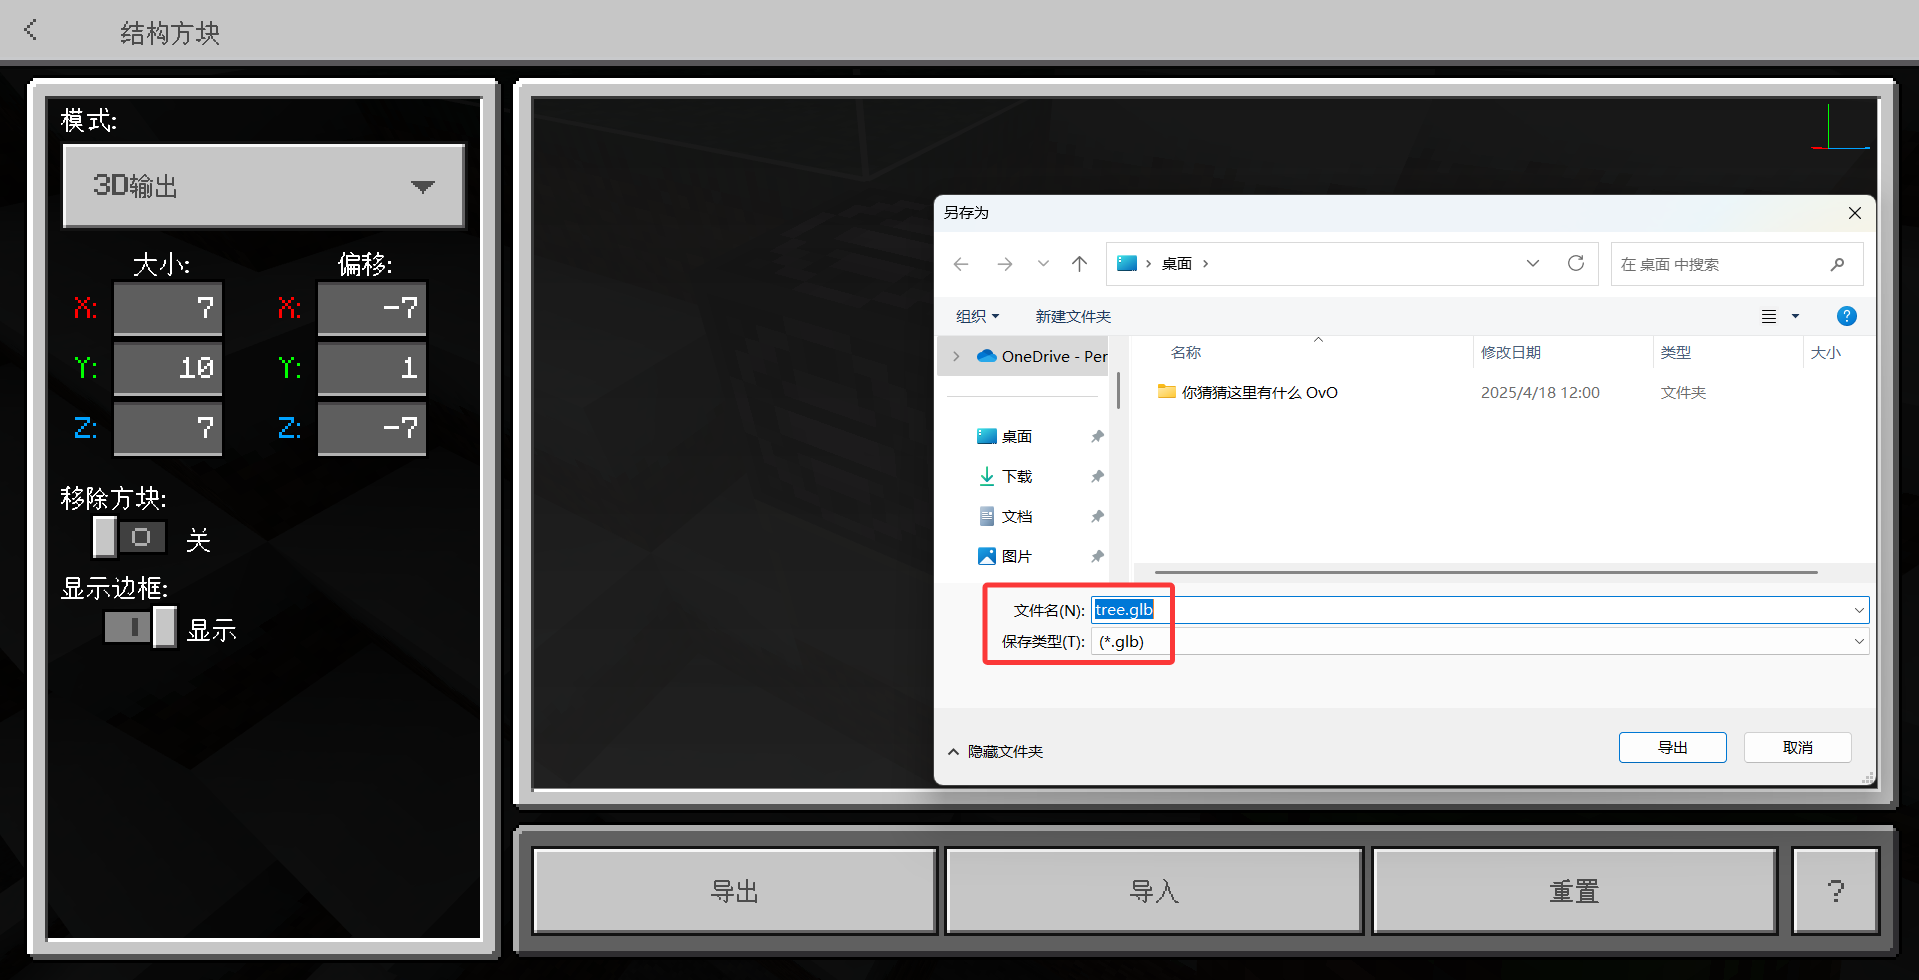 结构方块
模式:
3D输出
大小:
偏移:
X: 7
X: -7
Y: 10
Y: 1
Z: 7
Z: -7
移除方块:
关
显示边框:
显示
另存为
桌面
在 桌面 中搜索
组织
新建文件夹
?
OneDrive - Per
桌面
下载
文档
图片
名称
修改日期
类型
大小
你猜猜这里有什么 OvO
2025/4/18 12:00
文件夹
文件名(N): tree.glb
保存类型(T): (*.glb)
隐藏文件夹
导出
取消
导出
导入
重置
?